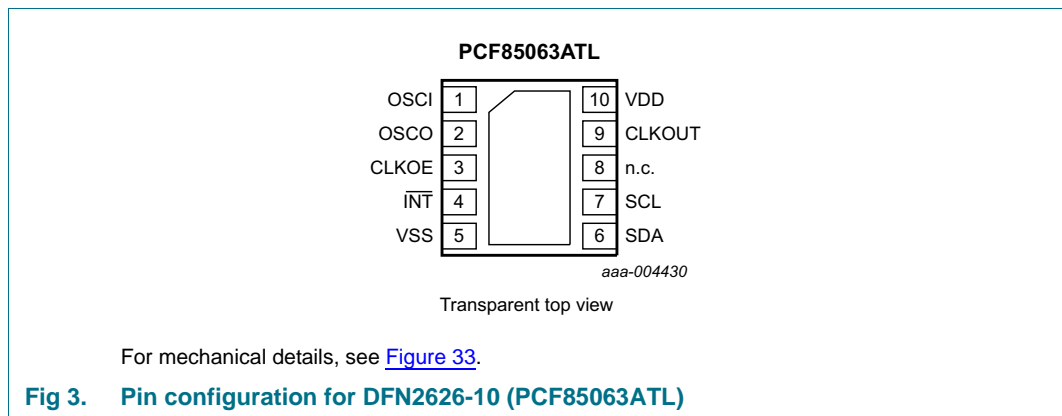 PCF85063ATL
OSCI 1 10 VDD
OSCO 2 9 CLKOUT
CLKOE 3 8 n.c.
INT 4 7 SCL
VSS 5 6 SDA
aaa-004430
Transparent top view
For mechanical details, see Figure 33.
Fig 3. Pin configuration for DFN2626-10 (PCF85063ATL)